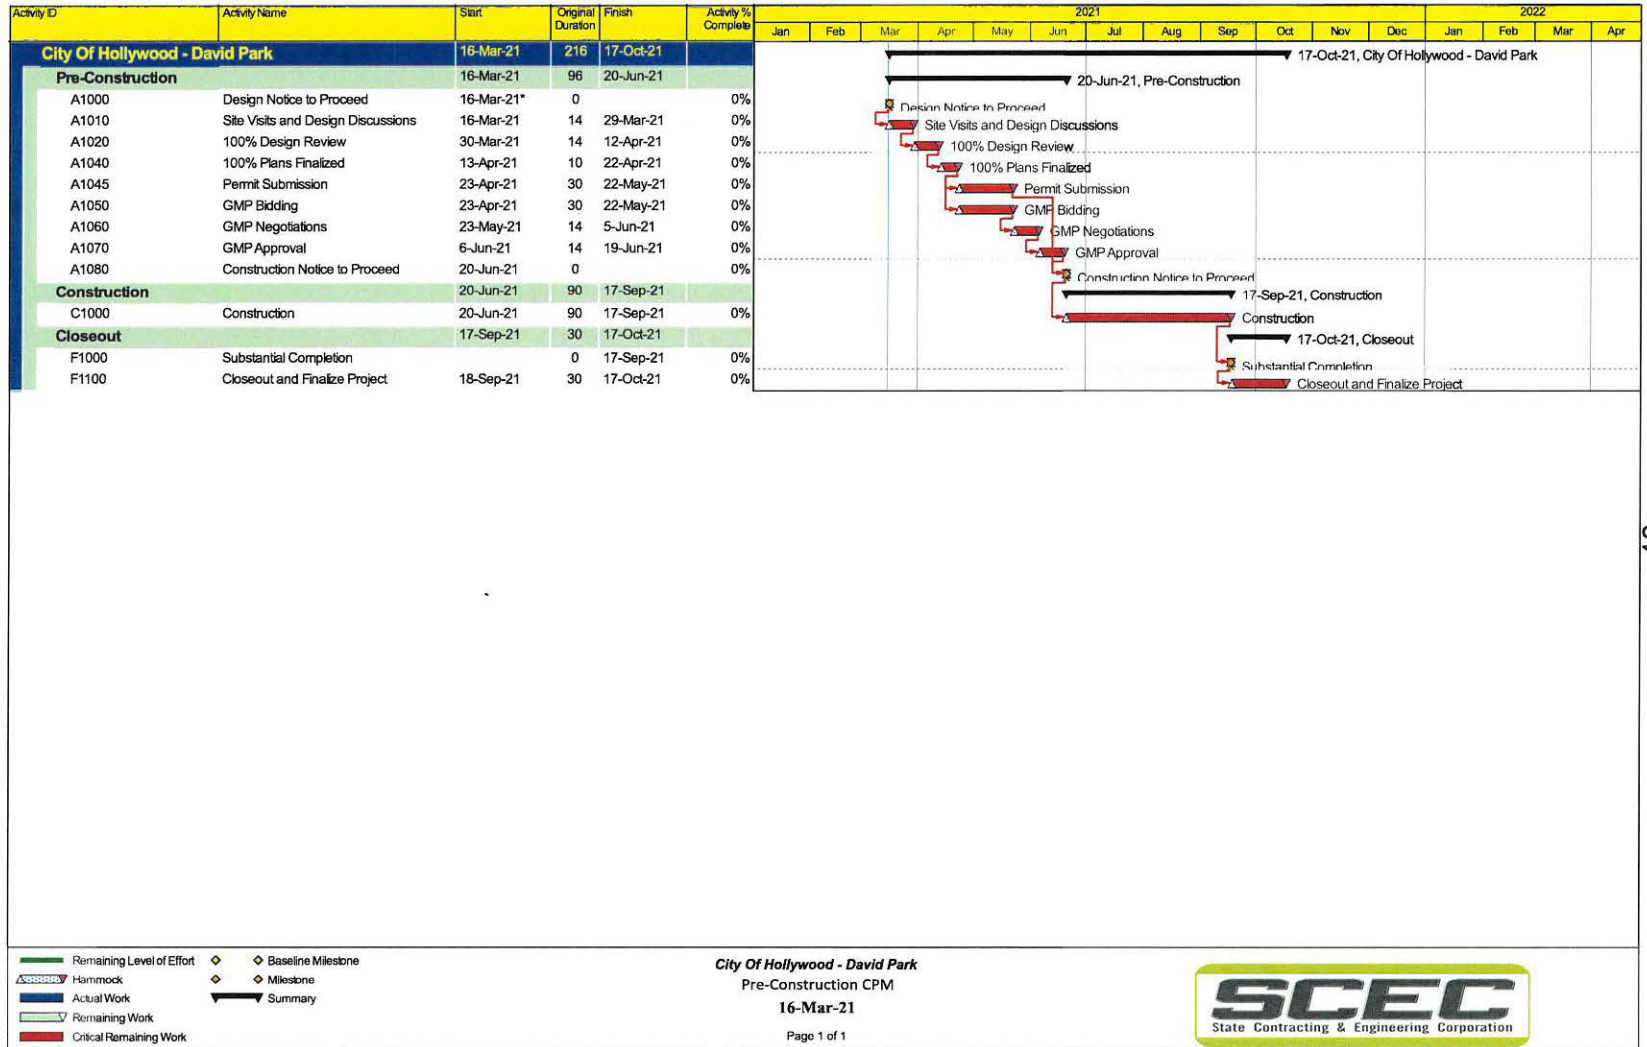 Activity ID Activity Name Start Original Duration Finish Activity % Complete 2021 2022
Jan Feb Mar Apr May Jun Jul Aug Sep Oct Nov Dec Jan Feb Mar Apr
City Of Hollywood - David Park 16-Mar-21 216 17-Oct-21 17-Oct-21, City Of Hollywood - David Park
Pre-Construction 16-Mar-21 96 20-Jun-21 20-Jun-21, Pre-Construction
A1000 Design Notice to Proceed 16-Mar-21* 0 0% Design Notice to Proceed
A1010 Site Visits and Design Discussions 16-Mar-21 14 29-Mar-21 0% Site Visits and Design Discussions
A1020 100% Design Review 30-Mar-21 14 12-Apr-21 0% 100% Design Review
A1040 100% Plans Finalized 13-Apr-21 10 22-Apr-21 0% 100% Plans Finalized
A1045 Permit Submission 23-Apr-21 30 22-May-21 0% Permit Submission
A1050 GMP Bidding 23-Apr-21 30 22-May-21 0% GMP Bidding
A1060 GMP Negotiations 23-May-21 14 5-Jun-21 0% GMP Negotiations
A1070 GMP Approval 6-Jun-21 14 19-Jun-21 0% GMP Approval
A1080 Construction Notice to Proceed 20-Jun-21 0 0% Construction Notice to Proceed
Construction 20-Jun-21 90 17-Sep-21 17-Sep-21, Construction
C1000 Construction 20-Jun-21 90 17-Sep-21 0% Construction
Closeout 17-Sep-21 30 17-Oct-21 17-Oct-21, Closeout
F1000 Substantial Completion 0 17-Sep-21 0% Substantial Completion
F1100 Closeout and Finalize Project 18-Sep-21 30 17-Oct-21 0% Closeout and Finalize Project
Remaining Level of Effort Baseline Milestone
Hammock Milestone
Actual Work Summary
Remaining Work
Critical Remaining Work
City Of Hollywood - David Park
Pre-Construction CPM
16-Mar-21
Page 1 of 1
SCEC
State Contracting & Engineering Corporation